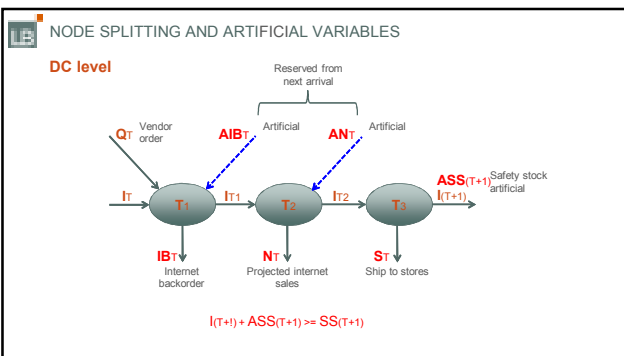 LB
NODE SPLITTING AND ARTIFICIAL VARIABLES
DC level
Reserved from
next arrival
QT Vendor
order
AIBT Artificial
ANT Artificial
ASS(T+1) Safety stock
artificial
IT
T1
IT1
T2
IT2
T3
I(T+1)
IBT
Internet
backorder
NT
Projected internet
sales
ST
Ship to stores
I(T+!) + ASS(T+1) >= SS(T+1)